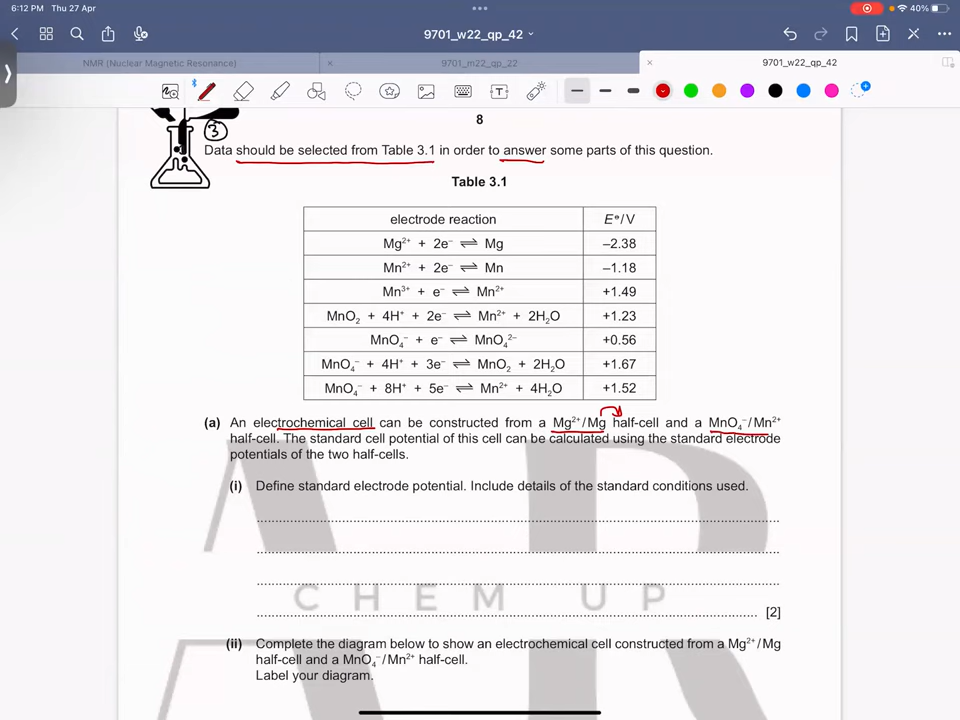 6:12 PM Thu 27 Apr
40%
9701_w22_qp_42
NMR (Nuclear Magnetic Resonance)
9701_m22_qp_22
9701_w22_qp_42
8
3
Data should be selected from Table 3.1 in order to answer some parts of this question.
Table 3.1
electrode reaction E⦵/V
Mg²⁺ + 2e⁻ ⇌ Mg –2.38
Mn²⁺ + 2e⁻ ⇌ Mn –1.18
Mn³⁺ + e⁻ ⇌ Mn²⁺ +1.49
MnO₂ + 4H⁺ + 2e⁻ ⇌ Mn²⁺ + 2H₂O +1.23
MnO₄⁻ + e⁻ ⇌ MnO₄²⁻ +0.56
MnO₄⁻ + 4H⁺ + 3e⁻ ⇌ MnO₂ + 2H₂O +1.67
MnO₄⁻ + 8H⁺ + 5e⁻ ⇌ Mn²⁺ + 4H₂O +1.52
(a) An electrochemical cell can be constructed from a Mg²⁺/Mg half-cell and a MnO₄⁻/Mn²⁺
half-cell. The standard cell potential of this cell can be calculated using the standard electrode
potentials of the two half-cells.
(i) Define standard electrode potential. Include details of the standard conditions used.
CHEM UP
[2]
(ii) Complete the diagram below to show an electrochemical cell constructed from a Mg²⁺/Mg
half-cell and a MnO₄⁻/Mn²⁺ half-cell.
Label your diagram.
AR